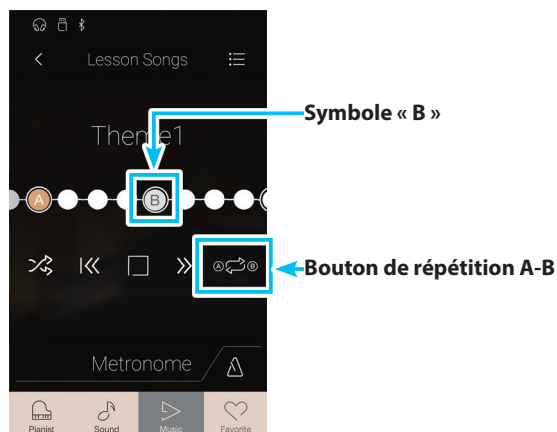 Lesson Songs
Symbole « B »
Theme1
A
B
A B
Bouton de répétition A-B
Metronome
Pianist Sound Music Favorite